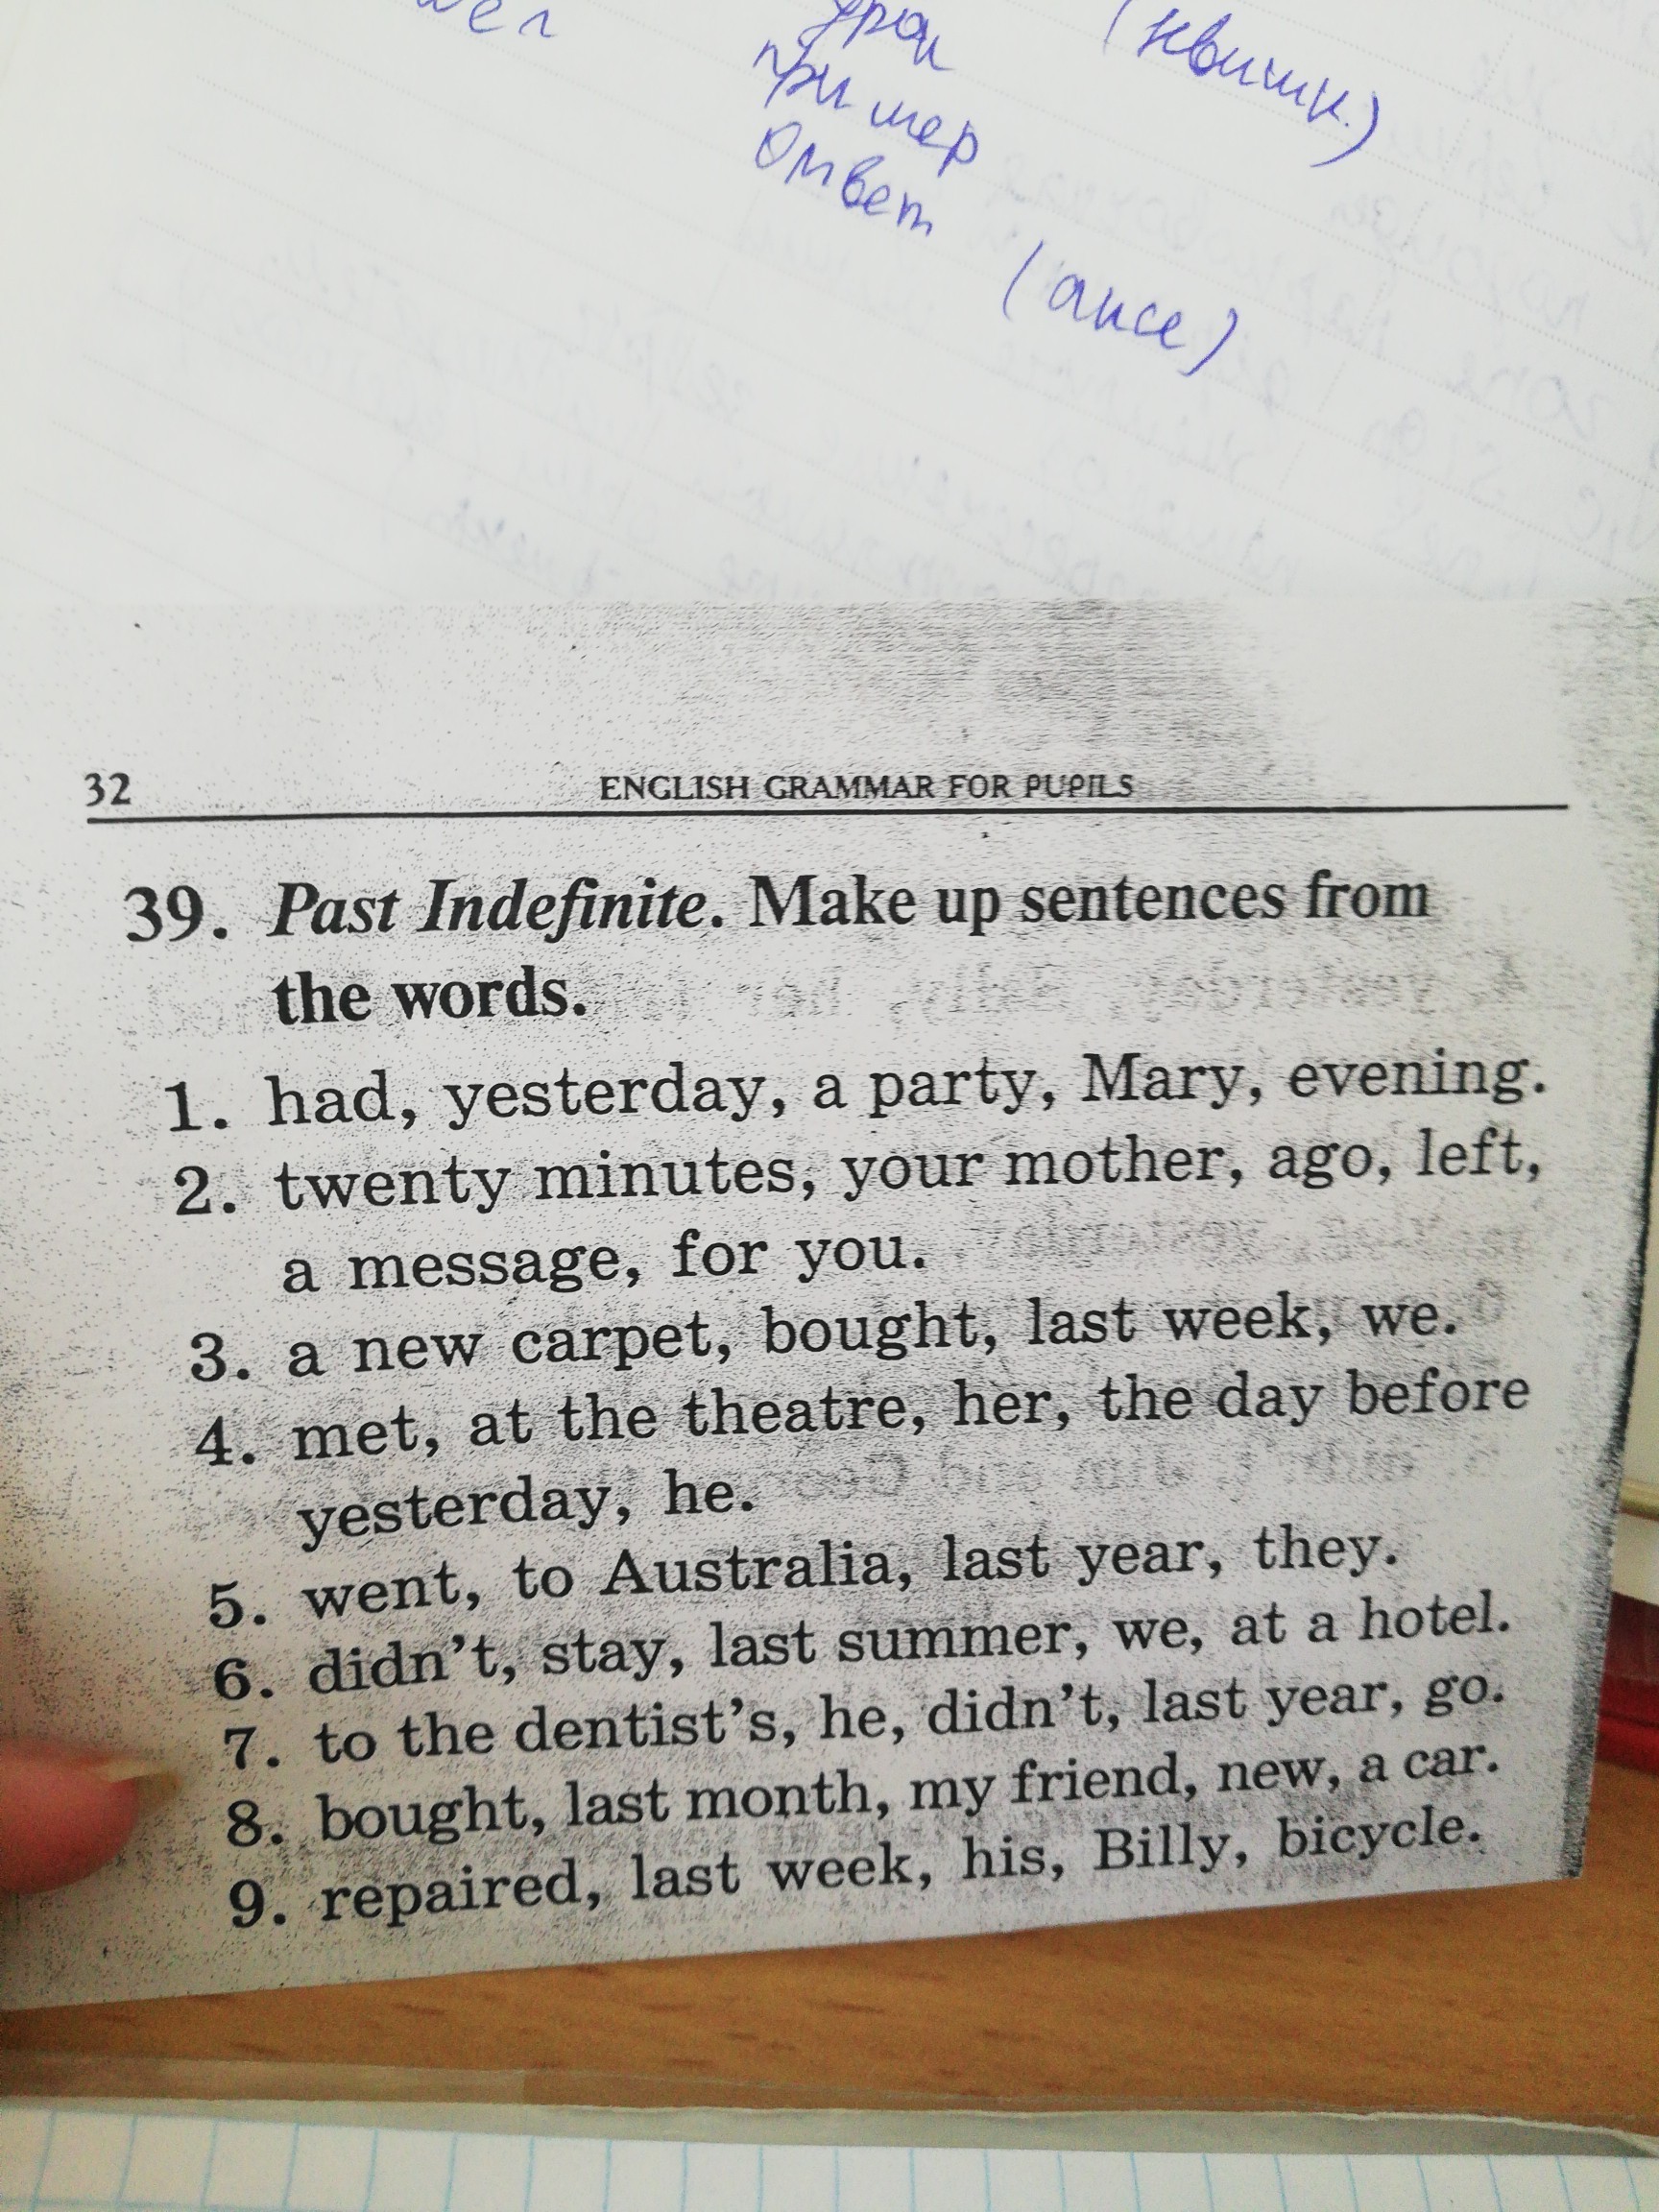 урок (квишн.)
пример
ответ
(ансе)
32 ENGLISH GRAMMAR FOR PUPILS
39. Past Indefinite. Make up sentences from
the words.
1. had, yesterday, a party, Mary, evening.
2. twenty minutes, your mother, ago, left,
a message, for you.
3. a new carpet, bought, last week, we.
4. met, at the theatre, her, the day before
yesterday, he.
5. went, to Australia, last year, they.
6. didn't, stay, last summer, we, at a hotel.
7. to the dentist's, he, didn't, last year, go.
8. bought, last month, my friend, new, a car.
9. repaired, last week, his, Billy, bicycle.